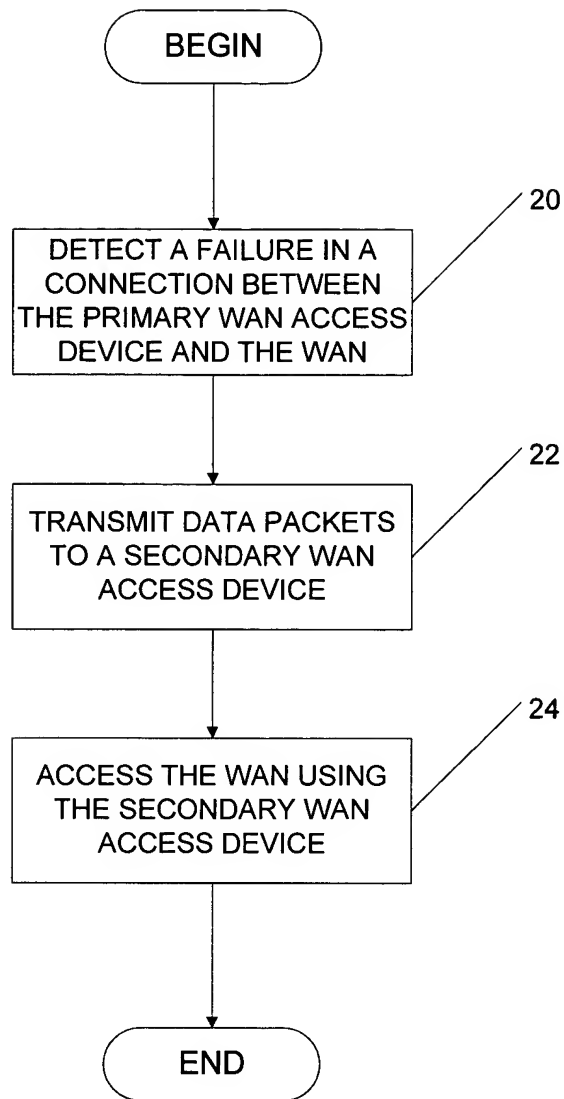 BEGIN
20
DETECT A FAILURE IN A
CONNECTION BETWEEN
THE PRIMARY WAN ACCESS
DEVICE AND THE WAN
22
TRANSMIT DATA PACKETS
TO A SECONDARY WAN
ACCESS DEVICE
24
ACCESS THE WAN USING
THE SECONDARY WAN
ACCESS DEVICE
END